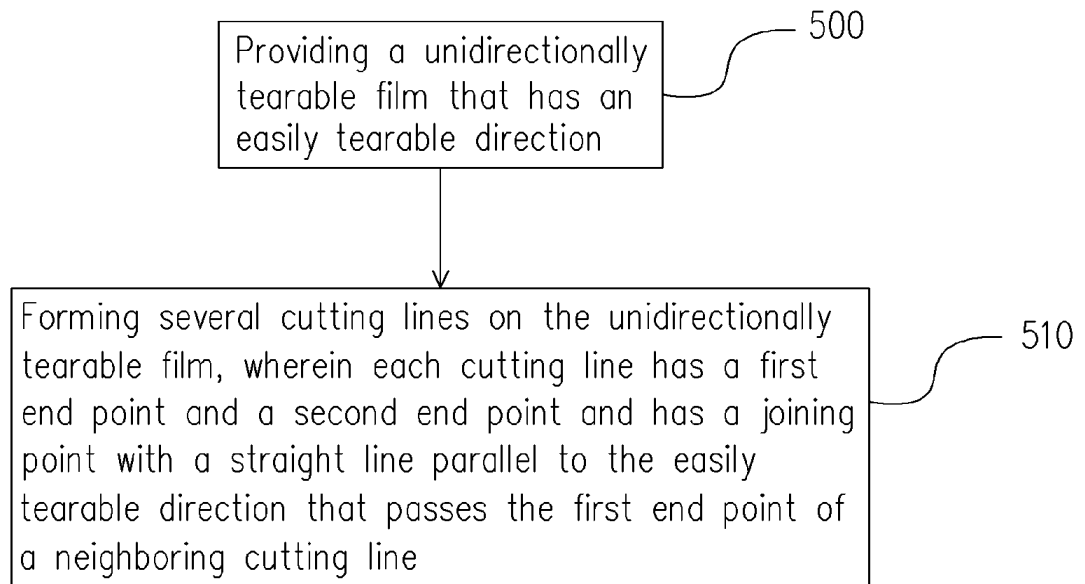 Providing a unidirectionally
tearable film that has an
easily tearable direction
500
Forming several cutting lines on the unidirectionally
tearable film, wherein each cutting line has a first
end point and a second end point and has a joining
point with a straight line parallel to the easily
tearable direction that passes the first end point of
a neighboring cutting line
510